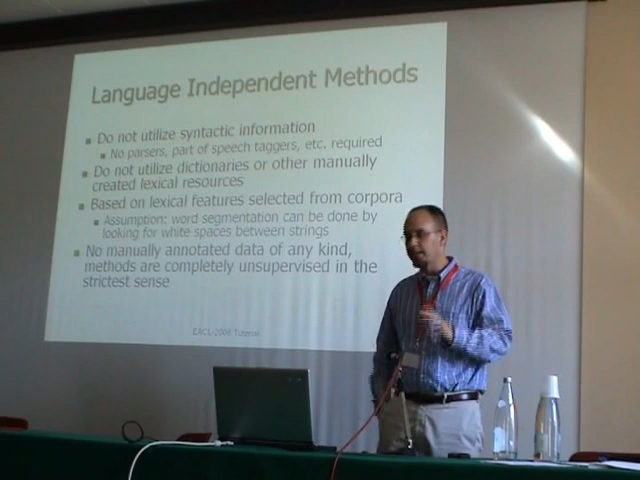 Language Independent Methods
Do not utilize syntactic information
No parsers, part of speech taggers, etc. required
Do not utilize dictionaries or other manually
created lexical resources
Based on lexical features selected from corpora
Assumption: word segmentation can be done by
looking for white spaces between strings
No manually annotated data of any kind,
methods are completely unsupervised in the
strictest sense
EACL-2006 Tutorial